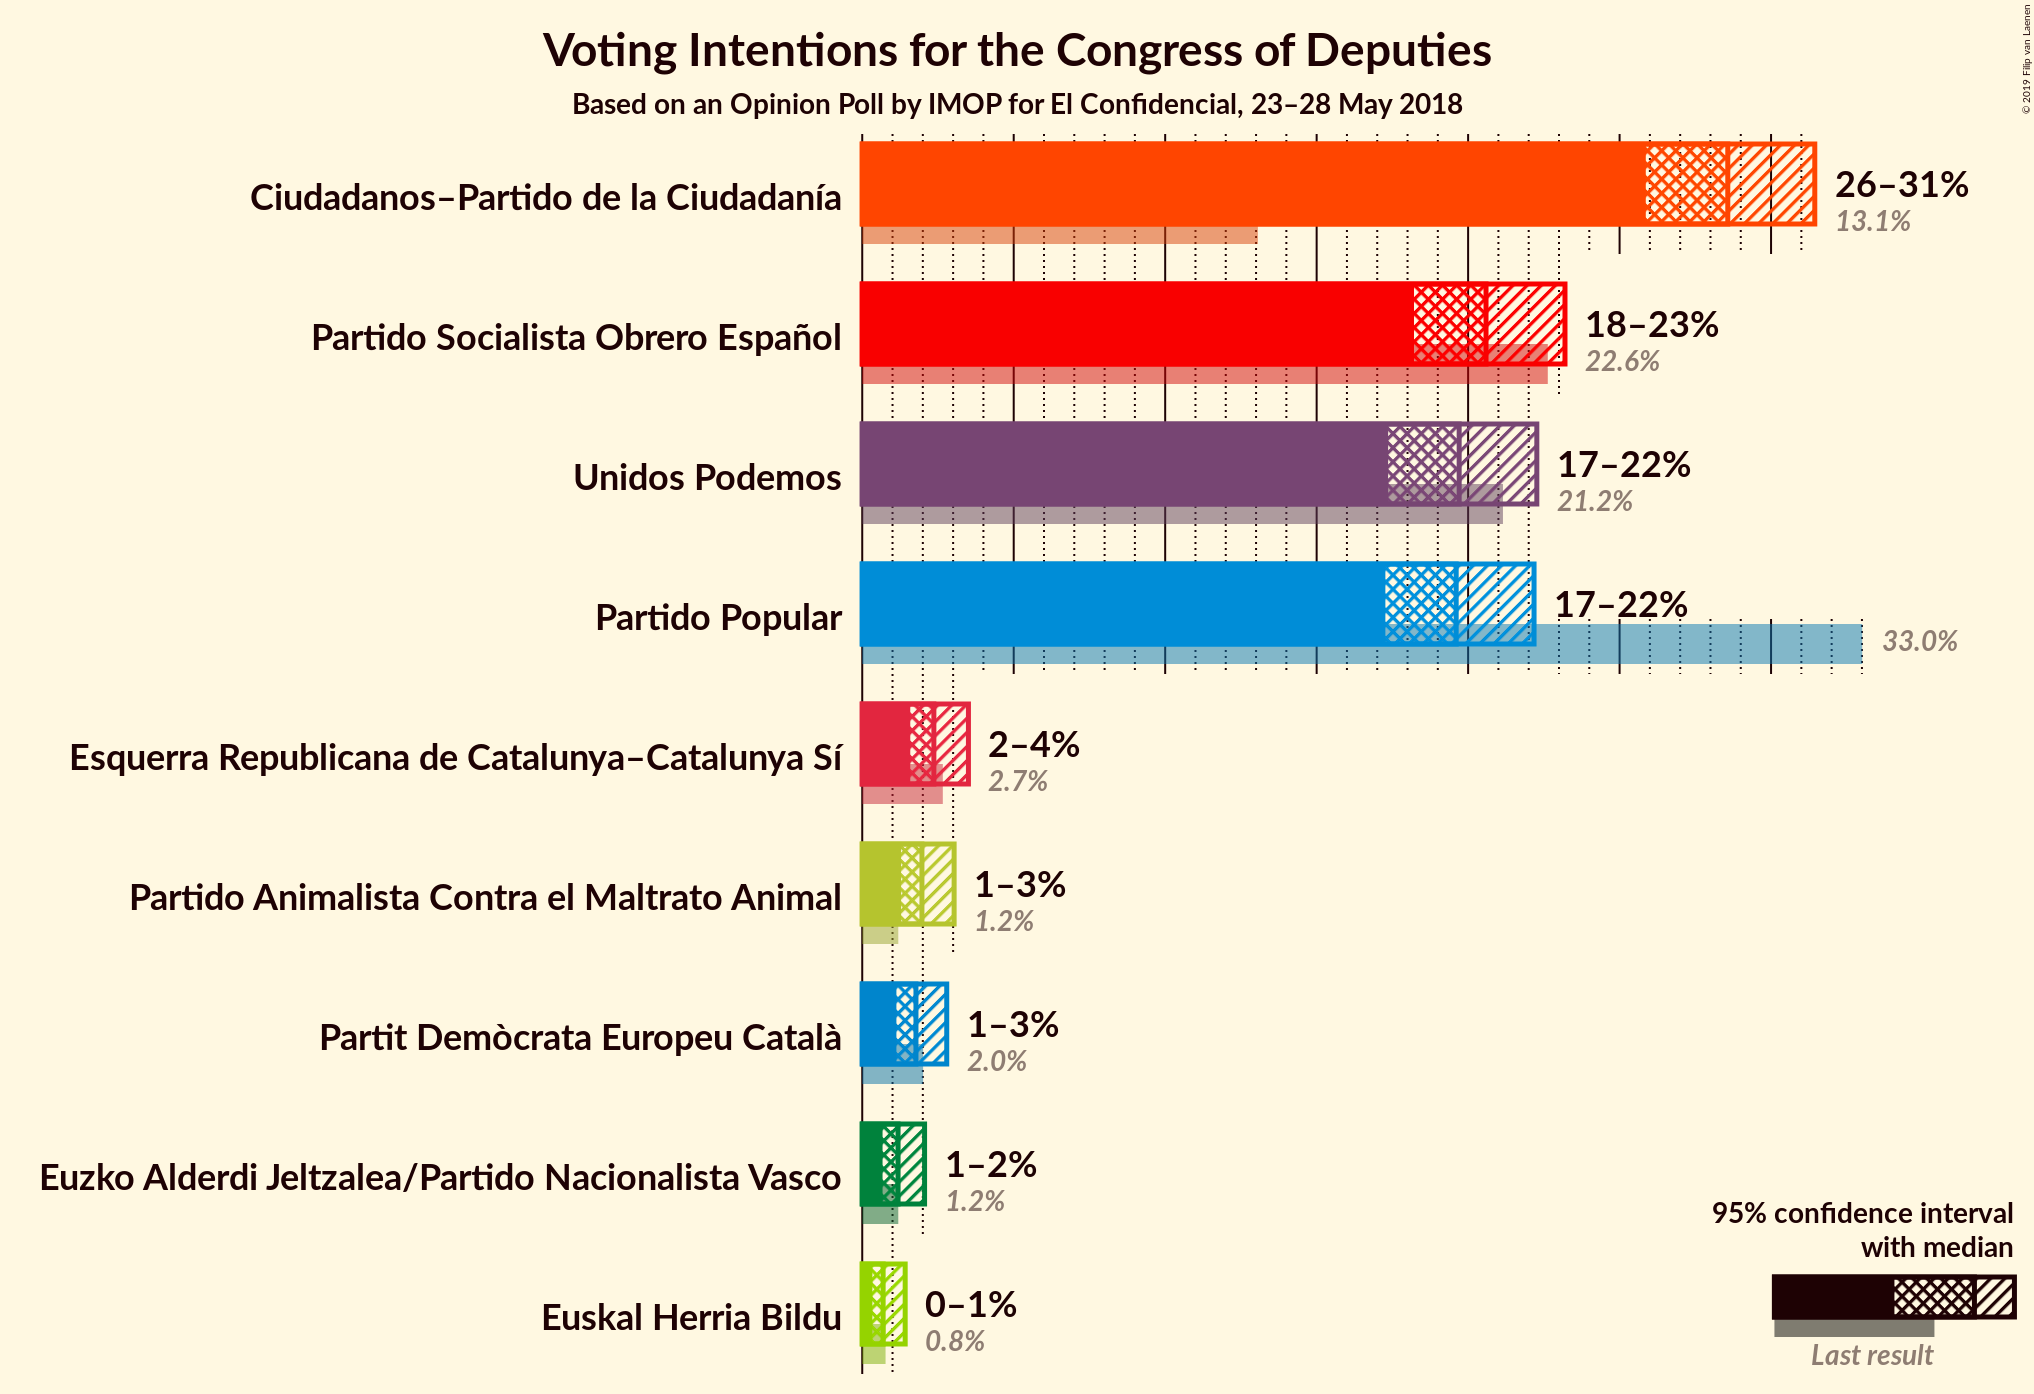 Voting Intentions for the Congress of Deputies
Based on an Opinion Poll by IMOP for El Confidencial, 23–28 May 2018
© 2019 Filip van Laenen
Ciudadanos–Partido de la Ciudadanía
26–31%
13.1%
Partido Socialista Obrero Español
18–23%
22.6%
Unidos Podemos
17–22%
21.2%
Partido Popular
17–22%
33.0%
Esquerra Republicana de Catalunya–Catalunya Sí
2–4%
2.7%
Partido Animalista Contra el Maltrato Animal
1–3%
1.2%
Partit Demòcrata Europeu Català
1–3%
2.0%
Euzko Alderdi Jeltzalea/Partido Nacionalista Vasco
1–2%
1.2%
Euskal Herria Bildu
0–1%
0.8%
95% confidence interval
with median
Last result